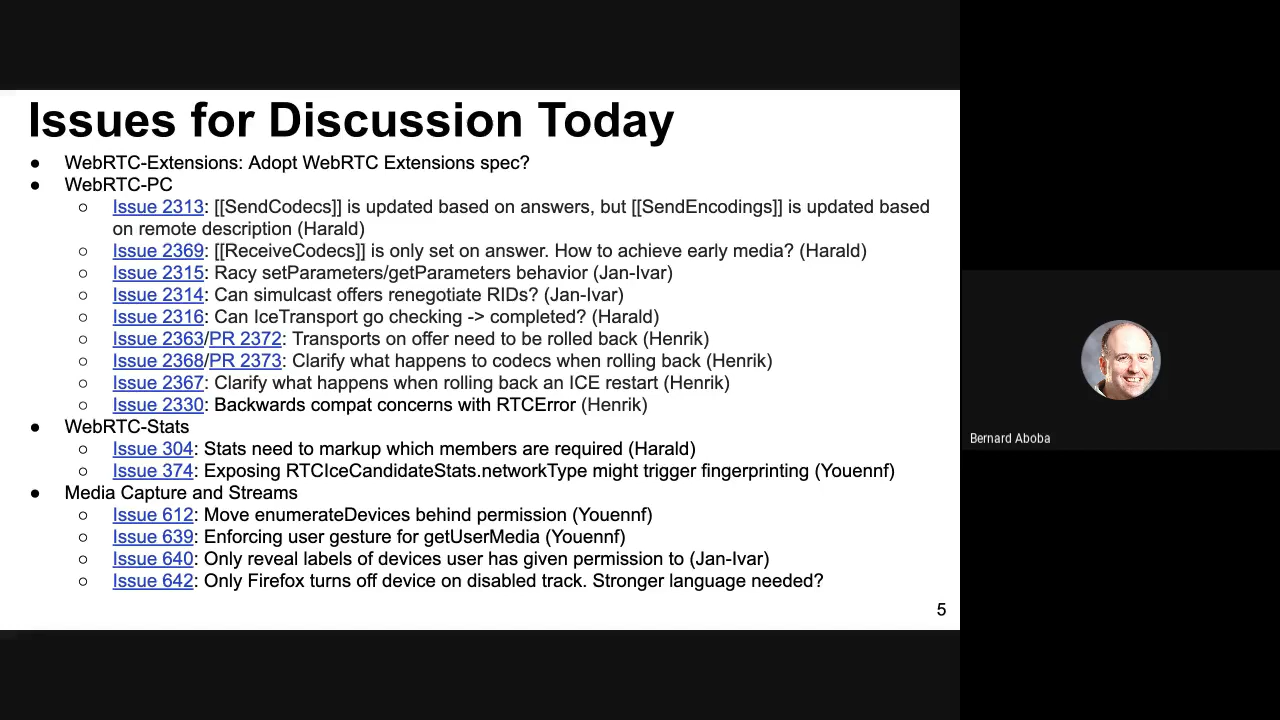 Issues for Discussion Today
● WebRTC-Extensions: Adopt WebRTC Extensions spec?
● WebRTC-PC
○ Issue 2313: [[SendCodecs]] is updated based on answers, but [[SendEncodings]] is updated based
on remote description (Harald)
○ Issue 2369: [[ReceiveCodecs]] is only set on answer. How to achieve early media? (Harald)
○ Issue 2315: Racy setParameters/getParameters behavior (Jan-Ivar)
○ Issue 2314: Can simulcast offers renegotiate RIDs? (Jan-Ivar)
○ Issue 2316: Can IceTransport go checking -> completed? (Harald)
○ Issue 2363/PR 2372: Transports on offer need to be rolled back (Henrik)
○ Issue 2368/PR 2373: Clarify what happens to codecs when rolling back (Henrik)
○ Issue 2367: Clarify what happens when rolling back an ICE restart (Henrik)
○ Issue 2330: Backwards compat concerns with RTCError (Henrik)
● WebRTC-Stats
○ Issue 304: Stats need to markup which members are required (Harald)
○ Issue 374: Exposing RTCIceCandidateStats.networkType might trigger fingerprinting (Youennf)
● Media Capture and Streams
○ Issue 612: Move enumerateDevices behind permission (Youennf)
○ Issue 639: Enforcing user gesture for getUserMedia (Youennf)
○ Issue 640: Only reveal labels of devices user has given permission to (Jan-Ivar)
○ Issue 642: Only Firefox turns off device on disabled track. Stronger language needed?
5
Bernard Aboba